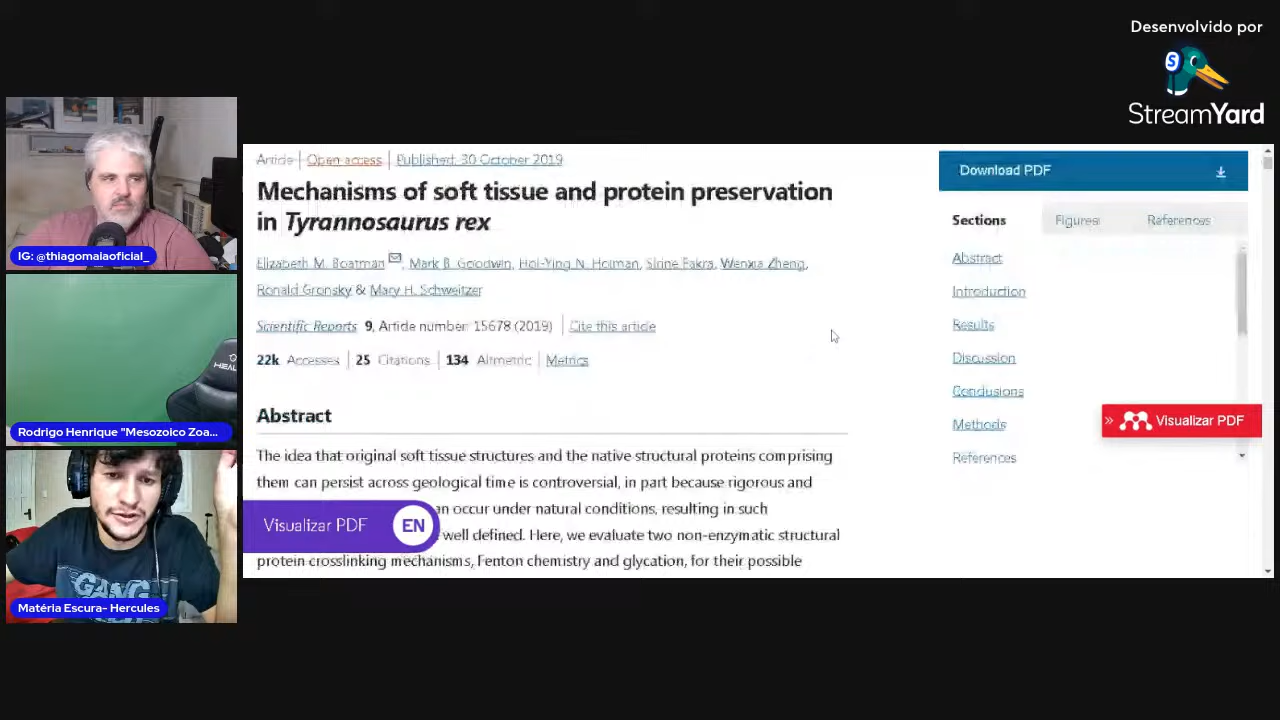 Desenvolvido por
StreamYard
IG: @thiagomaiaoficial_
Rodrigo Henrique "Mesozoico Zoa...
Matéria Escura- Hercules
Article | Open access | Published: 30 October 2019
Mechanisms of soft tissue and protein preservation
in Tyrannosaurus rex
Elizabeth M. Boatman, Mark B. Goodwin, Hoi-Ying N. Holman, Sirine Fakra, Wenxia Zheng,
Ronald Gronsky & Mary H. Schweitzer
Scientific Reports 9, Article number: 15678 (2019) | Cite this article
22k Accesses | 25 Citations | 134 Altmetric | Metrics
Abstract
The idea that original soft tissue structures and the native structural proteins comprising
them can persist across geological time is controversial, in part because rigorous and
an occur under natural conditions, resulting in such
well defined. Here, we evaluate two non-enzymatic structural
protein crosslinking mechanisms, Fenton chemistry and glycation, for their possible
Visualizar PDF EN
Download PDF
Sections Figures References
Abstract
Introduction
Results
Discussion
Conclusions
Methods
References
» Visualizar PDF